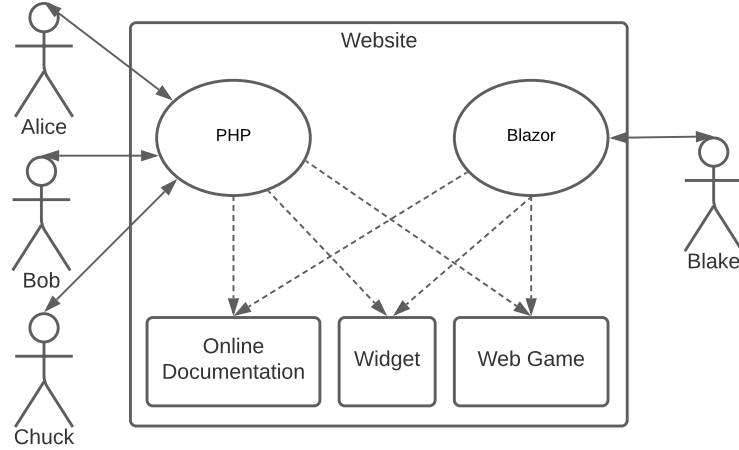 Website
PHP
Blazor
Alice
Bob
Blake
Online
Documentation
Widget
Web Game
Chuck